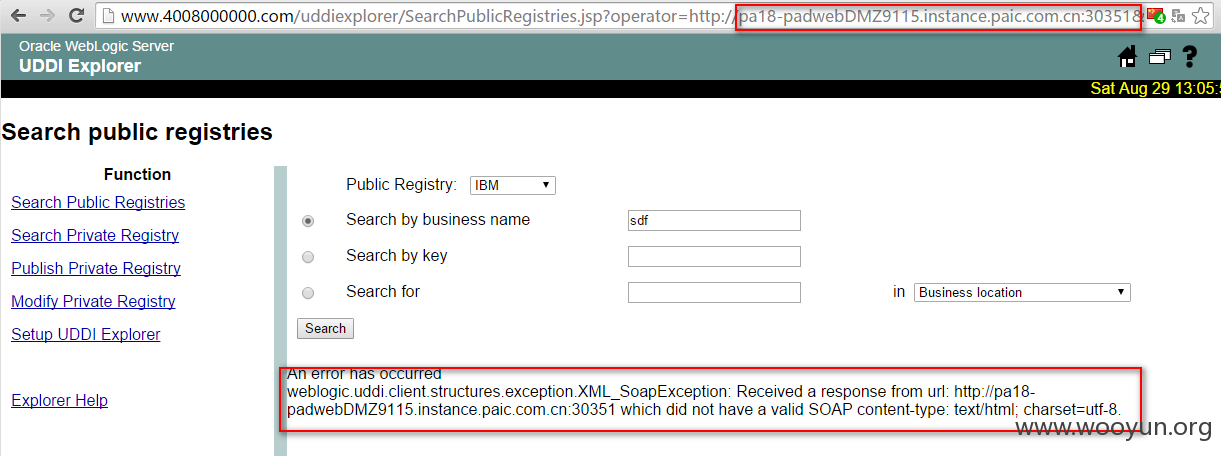 www.4008000000.com/uddiexplorer/SearchPublicRegistries.jsp?operator=http://pa18-padwebDMZ9115.instance.paic.com.cn:30351&
4
Oracle WebLogic Server
UDDI Explorer
Sat Aug 29 13:05:5
Search public registries
Function
Search Public Registries
Search Private Registry
Publish Private Registry
Modify Private Registry
Setup UDDI Explorer
Explorer Help
Public Registry: IBM
Search by business name sdf
Search by key
Search for in Business location
Search
An error has occurred
weblogic.uddi.client.structures.exception.XML_SoapException: Received a response from url: http://pa18-
padwebDMZ9115.instance.paic.com.cn:30351 which did not have a valid SOAP content-type: text/html; charset=utf-8.
www.wooyun.org